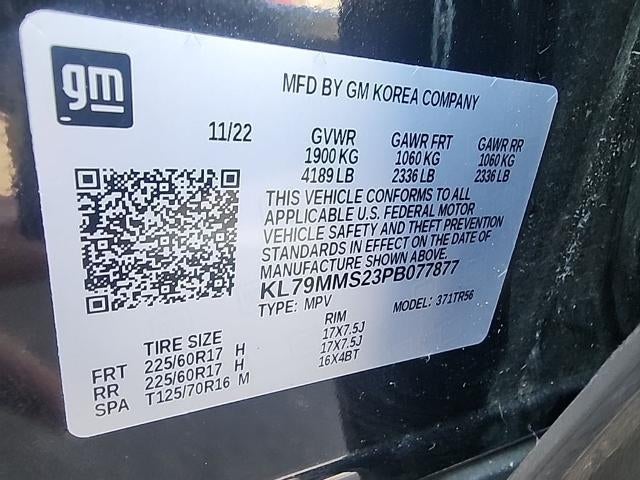 gm
MFD BY GM KOREA COMPANY
11/22 GVWR GAWR FRT GAWR RR
1900 KG 1060 KG 1060 KG
4189 LB 2336 LB 2336 LB
THIS VEHICLE CONFORMS TO ALL
APPLICABLE U.S. FEDERAL MOTOR
VEHICLE SAFETY AND THEFT PREVENTION
STANDARDS IN EFFECT ON THE DATE OF
MANUFACTURE SHOWN ABOVE.
KL79MMS23PB077877
TYPE: MPV MODEL: 371TR56
TIRE SIZE RIM
FRT 225/60R17 H 17X7.5J
RR 225/60R17 H 17X7.5J
SPA T125/70R16 M 16X4BT